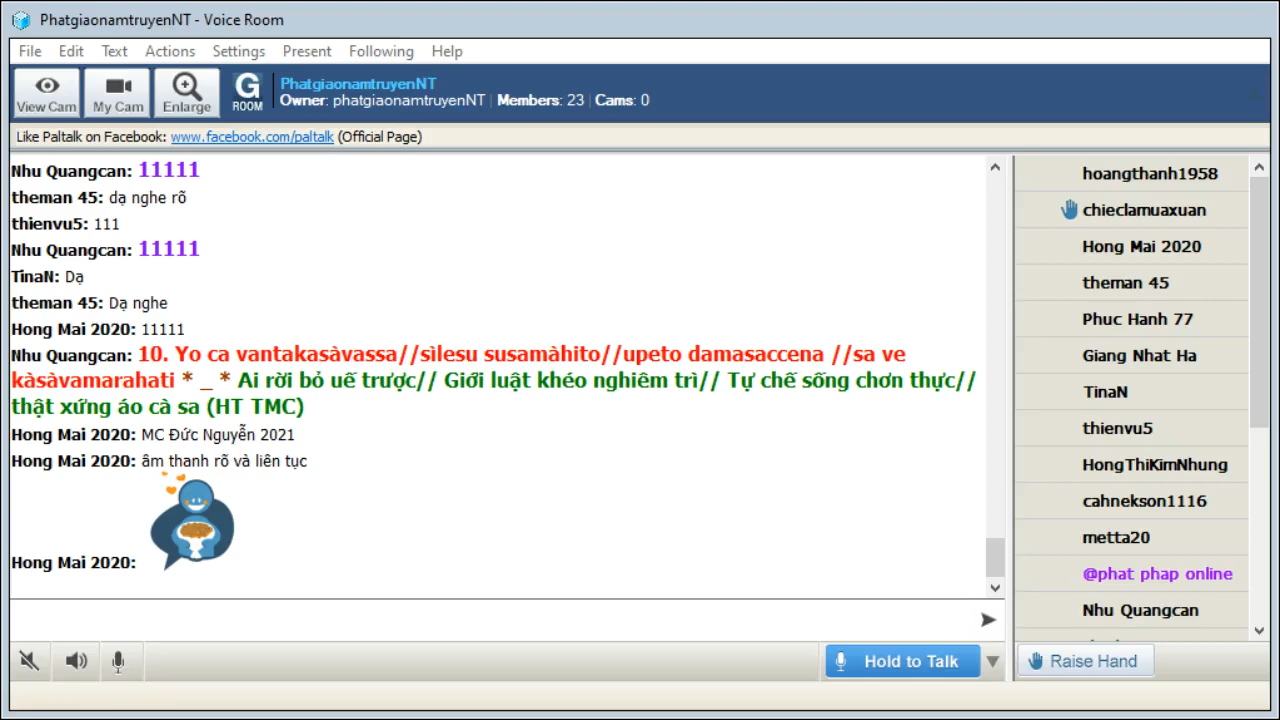 PhatgiaonamtruyenNT - Voice Room
File Edit Text Actions Settings Present Following Help
View Cam My Cam Enlarge G ROOM
PhatgiaonamtruyenNT
Owner: phatgiaonamtruyenNT | Members: 23 | Cams: 0
Like Paltalk on Facebook: www.facebook.com/paltalk (Official Page)
Nhu Quangcan: 11111
theman 45: dạ nghe rõ
thienvu5: 111
Nhu Quangcan: 11111
TinaN: Dạ
theman 45: Dạ nghe
Hong Mai 2020: 11111
Nhu Quangcan: 10. Yo ca vantakasàvassa//sìlesu susamàhito//upeto damasaccena //sa ve
kàsàvamarahati * _ * Ai rời bỏ uế trược// Giới luật khéo nghiêm trì// Tự chế sống chơn thực//
thật xứng áo cà sa (HT TMC)
Hong Mai 2020: MC Đức Nguyễn 2021
Hong Mai 2020: âm thanh rõ và liên tục
Hong Mai 2020:
hoangthanh1958
chieclamuaxuan
Hong Mai 2020
theman 45
Phuc Hanh 77
Giang Nhat Ha
TinaN
thienvu5
HongThiKimNhung
cahnekson1116
metta20
@phat phap online
Nhu Quangcan
Hold to Talk
Raise Hand